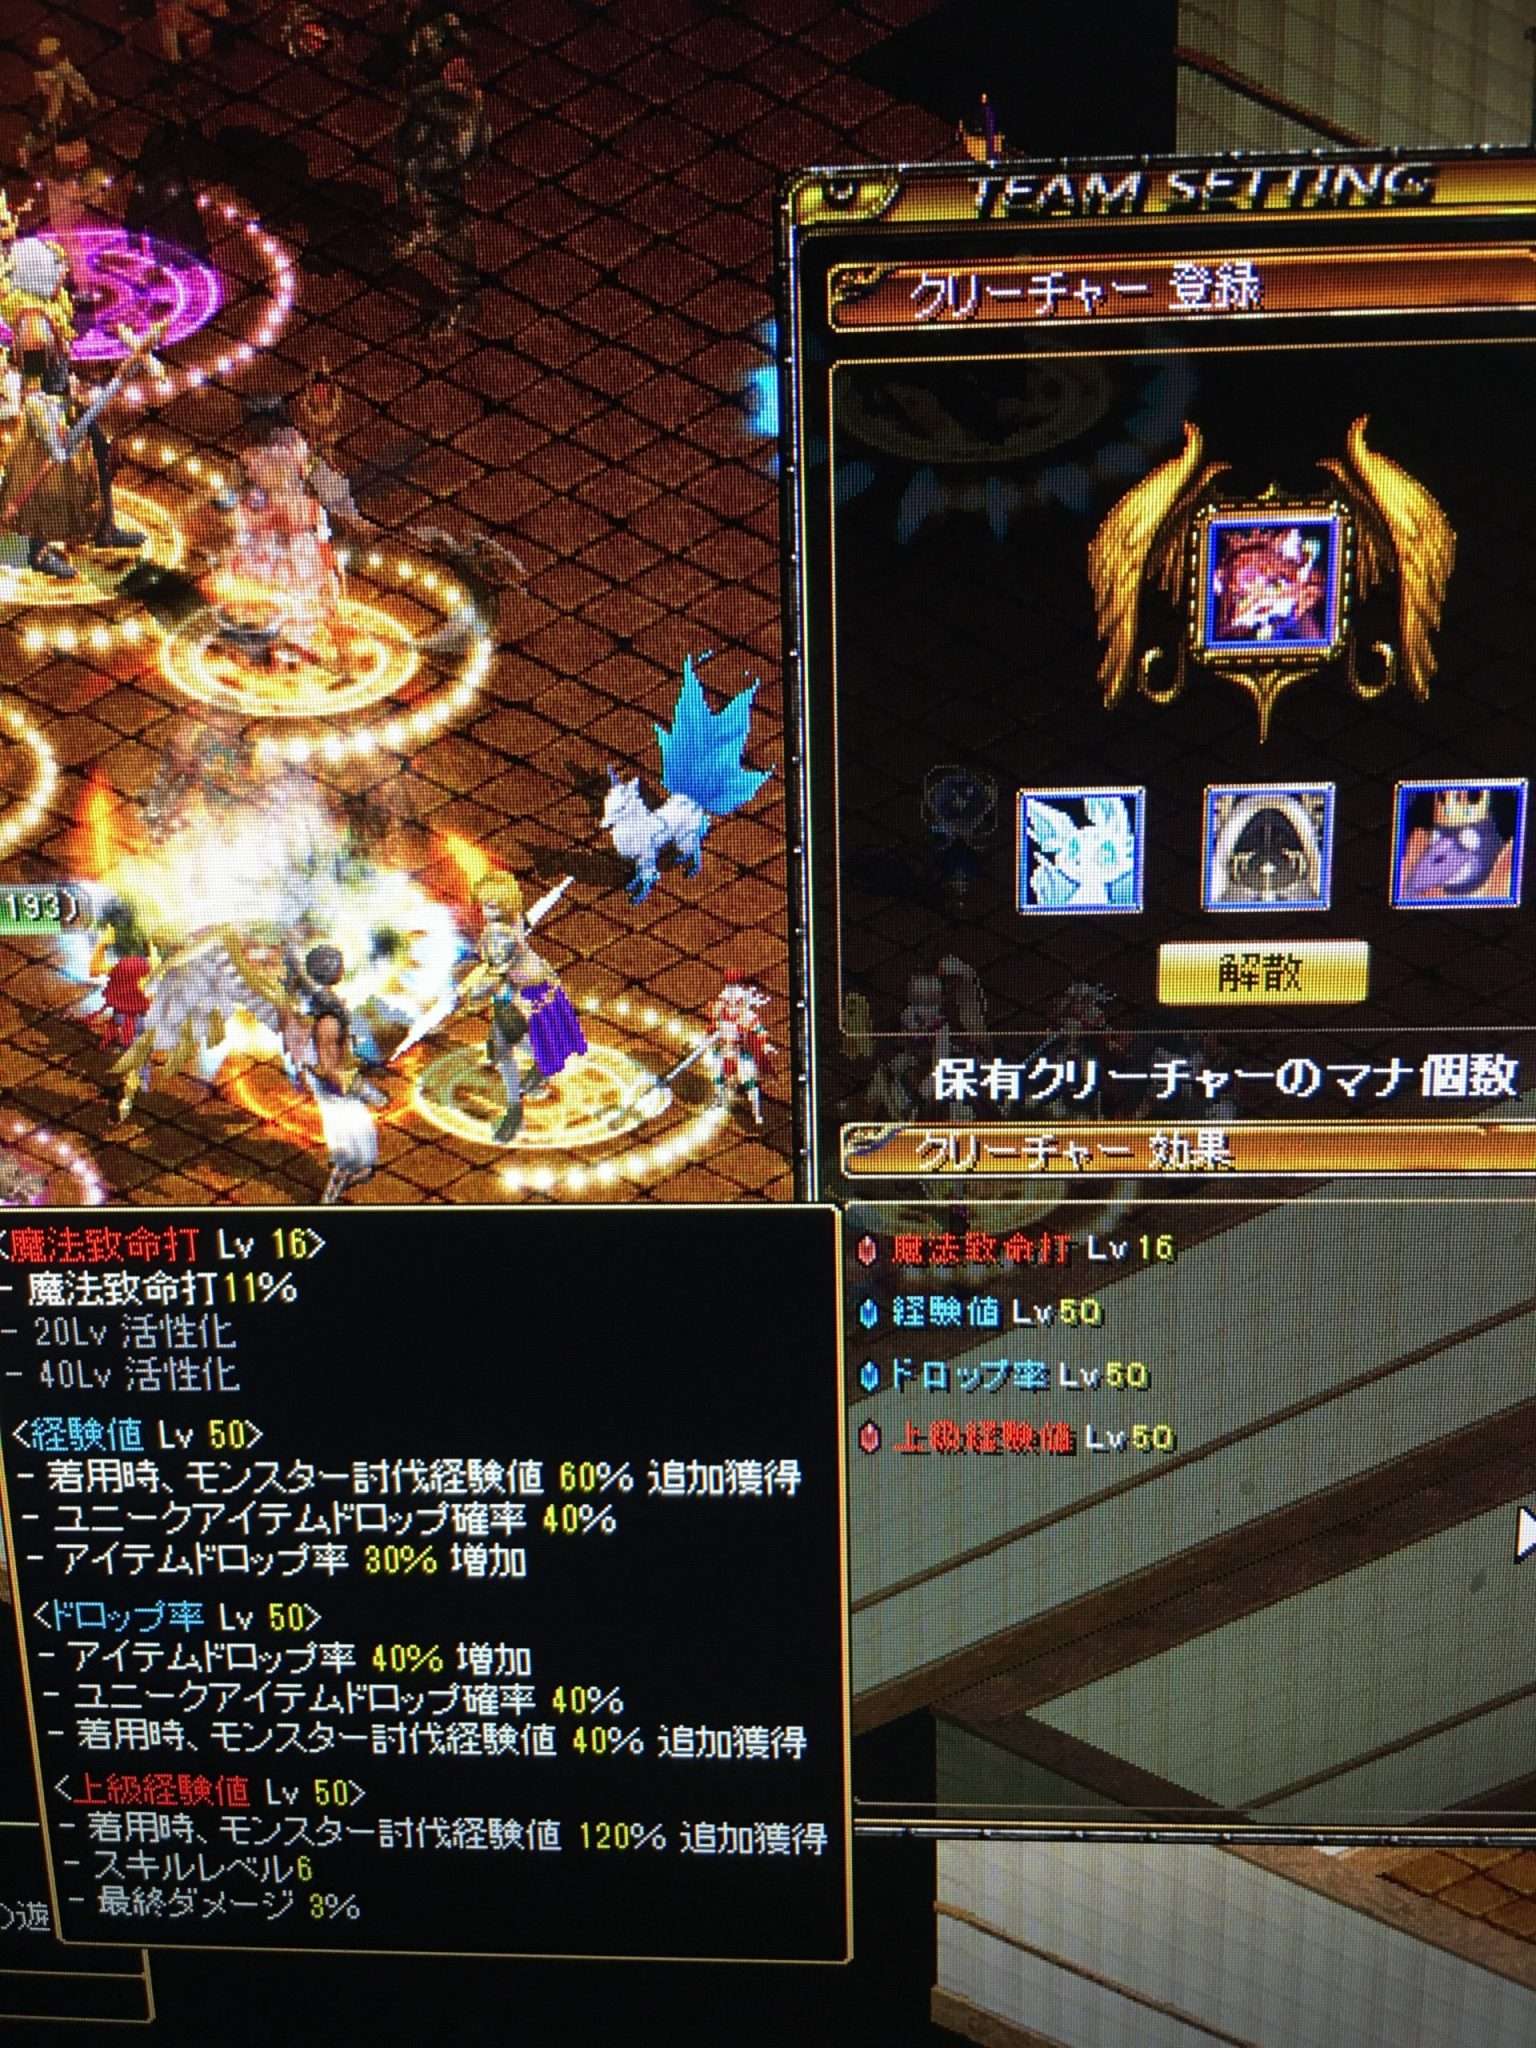 TEAM SETTING
クリーチャー 登録
193)
解散
保有クリーチャーのマナ個数
クリーチャー 効果
魔法致命打 Lv 16
経験値 Lv 50
ドロップ率 Lv 50
上級経験値 Lv 50
<魔法致命打 Lv 16>
- 魔法致命打11%
- 20Lv 活性化
- 40Lv 活性化
<経験値 Lv 50>
- 着用時、モンスター討伐経験値 60% 追加獲得
- ユニークアイテムドロップ確率 40%
- アイテムドロップ率 30% 増加
<ドロップ率 Lv 50>
- アイテムドロップ率 40% 増加
- ユニークアイテムドロップ確率 40%
- 着用時、モンスター討伐経験値 40% 追加獲得
<上級経験値 Lv 50>
- 着用時、モンスター討伐経験値 120% 追加獲得
- スキルレベル6
- 最終ダメージ 3%
の遊